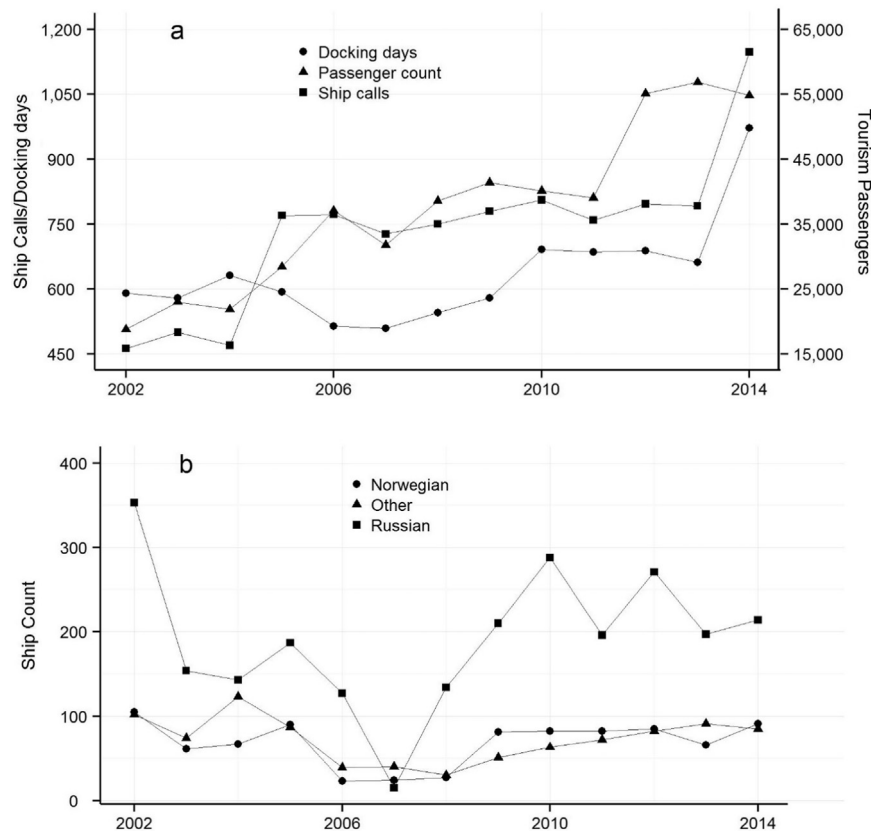 a
Docking days
Passenger count
Ship calls
1,200
1,050
900
750
600
450
Ship Calls/Docking days
65,000
55,000
45,000
35,000
25,000
15,000
Tourism Passengers
2002 2006 2010 2014
b
Norwegian
Other
Russian
400
300
200
100
0
Ship Count
2002 2006 2010 2014